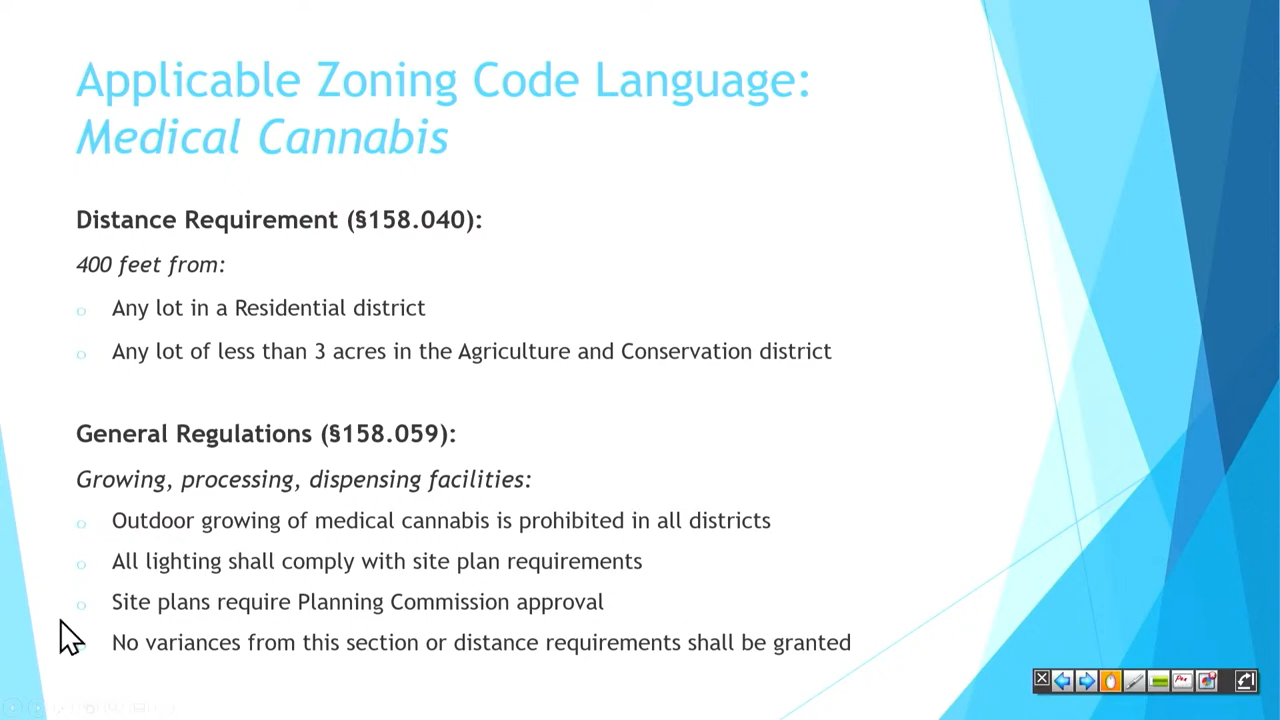 Applicable Zoning Code Language:
Medical Cannabis
Distance Requirement (§158.040):
400 feet from:
o Any lot in a Residential district
o Any lot of less than 3 acres in the Agriculture and Conservation district
General Regulations (§158.059):
Growing, processing, dispensing facilities:
o Outdoor growing of medical cannabis is prohibited in all districts
o All lighting shall comply with site plan requirements
o Site plans require Planning Commission approval
No variances from this section or distance requirements shall be granted